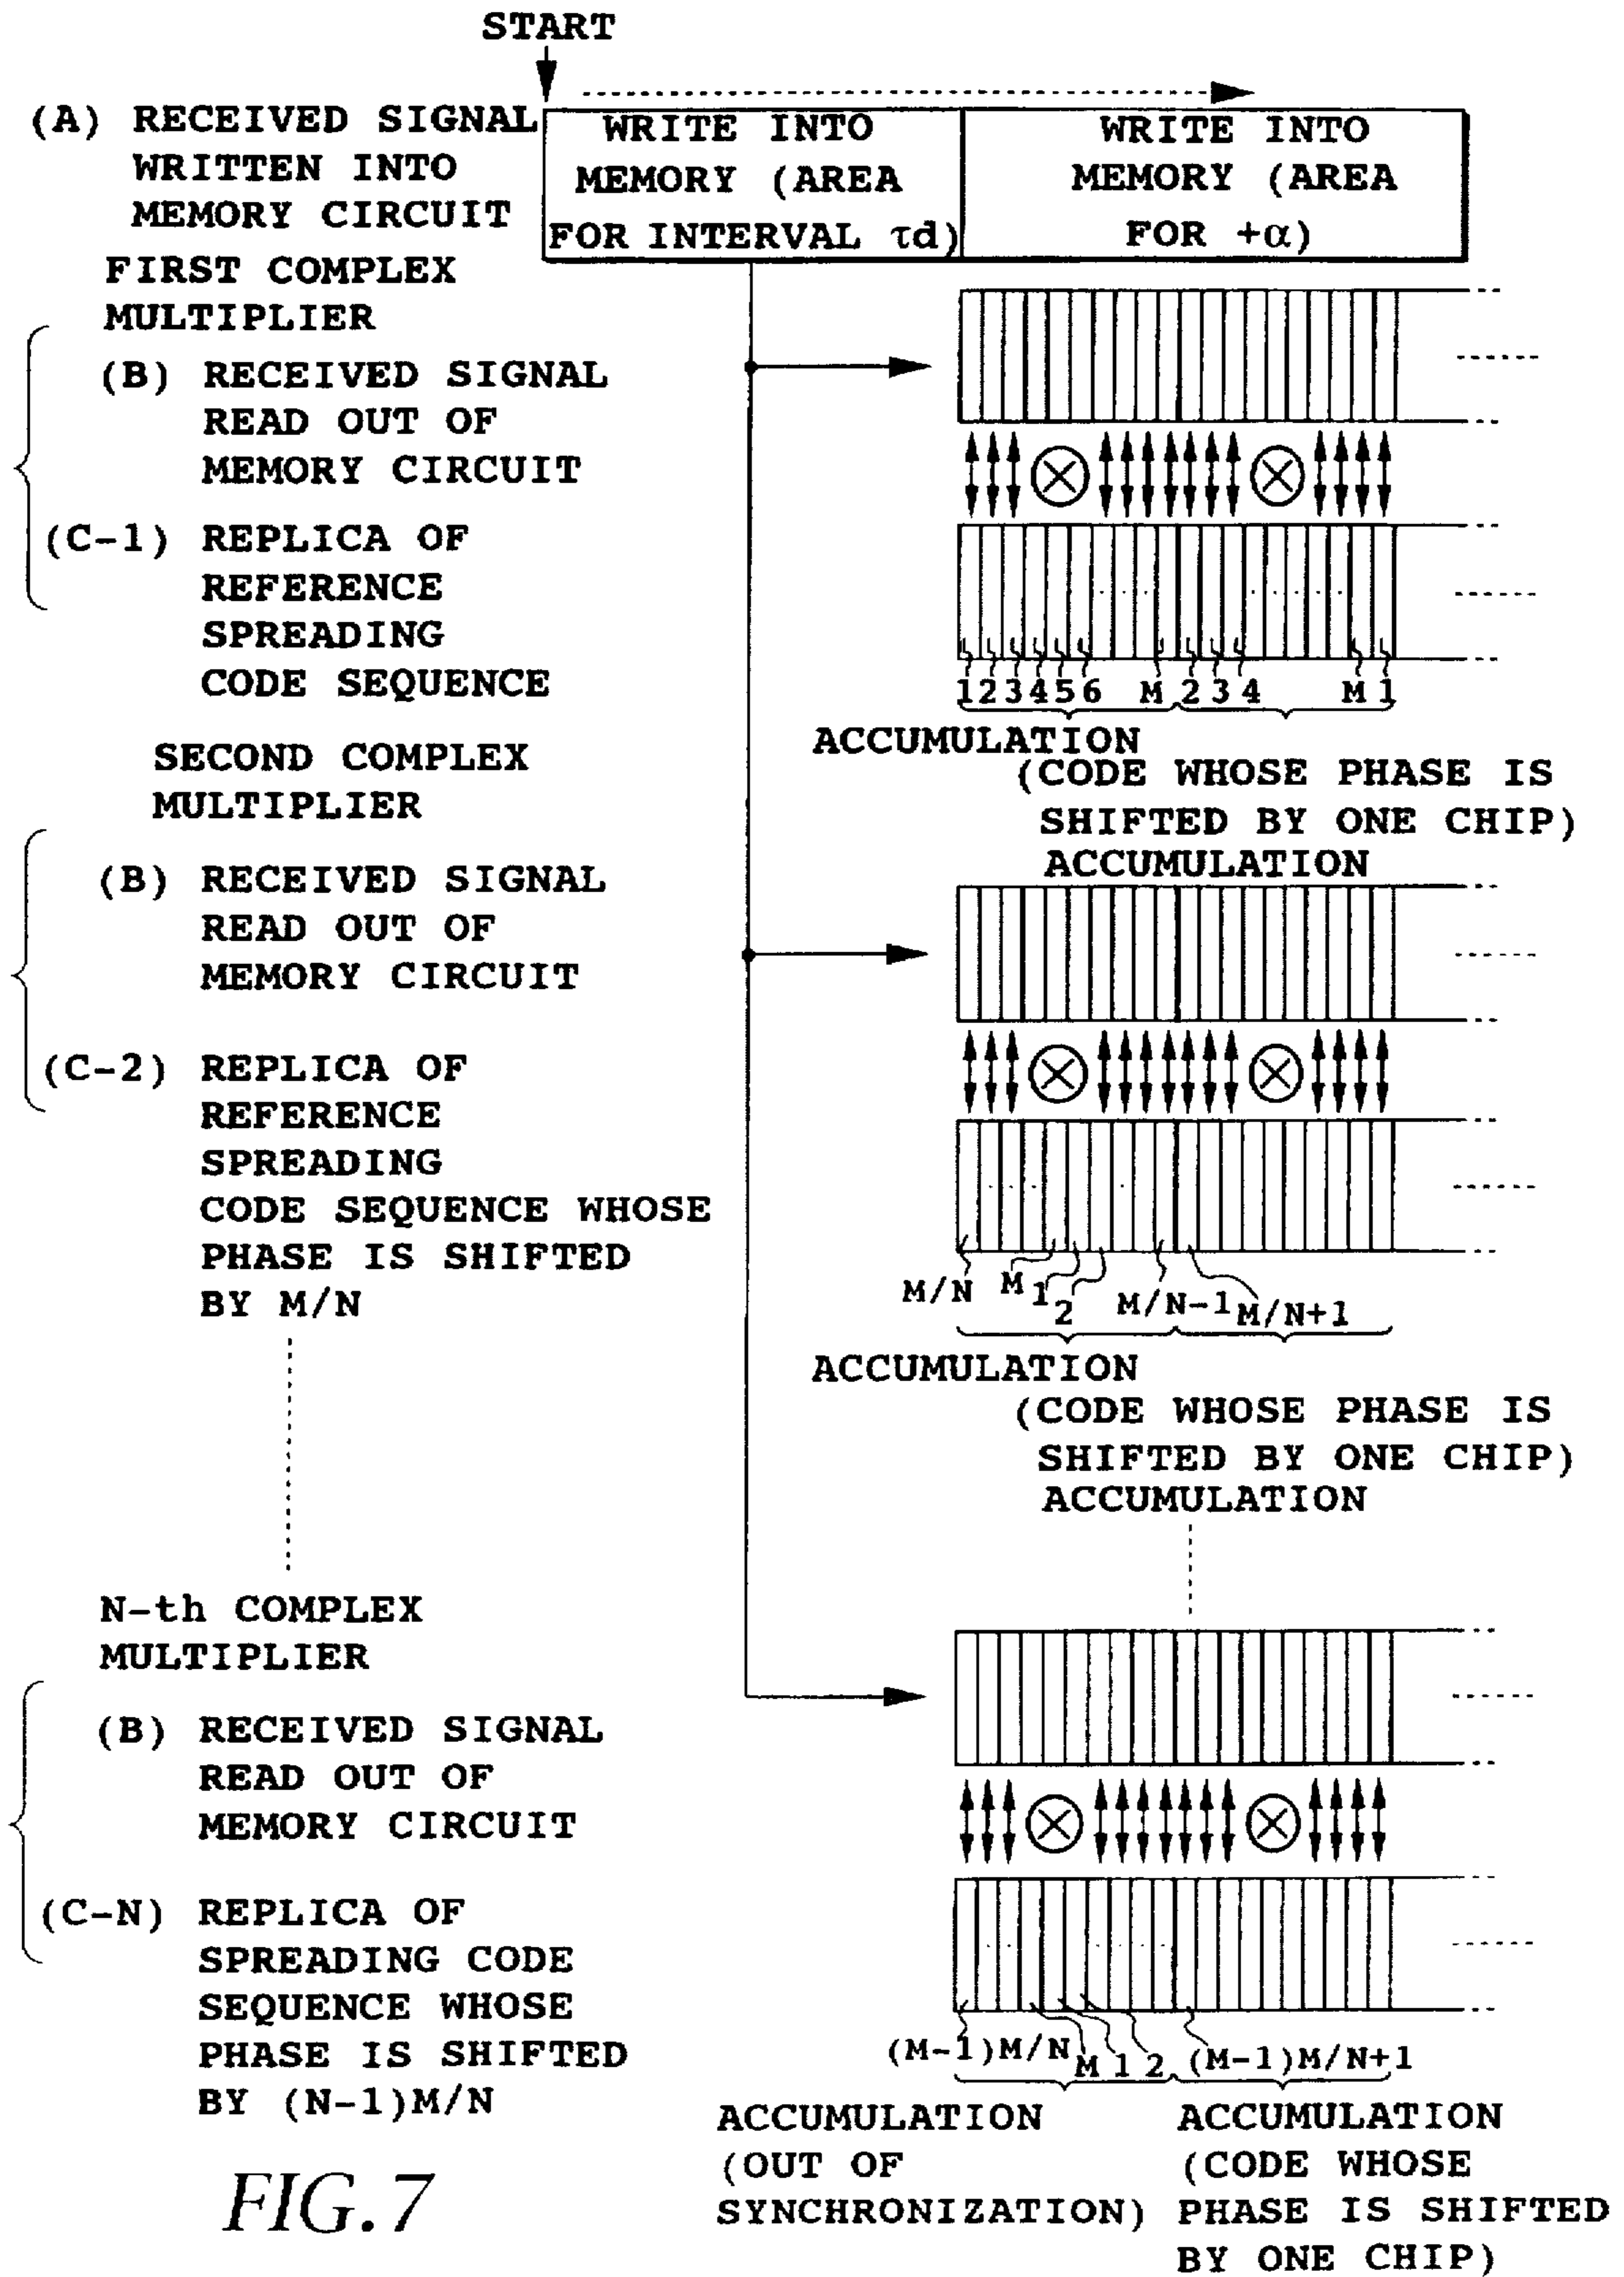 START
(A) RECEIVED SIGNAL
WRITTEN INTO
MEMORY CIRCUIT
WRITE INTO
MEMORY (AREA
FOR INTERVAL τd)
WRITE INTO
MEMORY (AREA
FOR +α)
FIRST COMPLEX
MULTIPLIER
(B) RECEIVED SIGNAL
READ OUT OF
MEMORY CIRCUIT
(C-1) REPLICA OF
REFERENCE
SPREADING
CODE SEQUENCE
1 2 3 4 5 6 M 2 3 4 M 1
ACCUMULATION
(CODE WHOSE PHASE IS
SHIFTED BY ONE CHIP)
ACCUMULATION
SECOND COMPLEX
MULTIPLIER
(B) RECEIVED SIGNAL
READ OUT OF
MEMORY CIRCUIT
(C-2) REPLICA OF
REFERENCE
SPREADING
CODE SEQUENCE WHOSE
PHASE IS SHIFTED
BY M/N
M/N M 1 2 M/N-1 M/N+1
ACCUMULATION
(CODE WHOSE PHASE IS
SHIFTED BY ONE CHIP)
ACCUMULATION
N-th COMPLEX
MULTIPLIER
(B) RECEIVED SIGNAL
READ OUT OF
MEMORY CIRCUIT
(C-N) REPLICA OF
SPREADING CODE
SEQUENCE WHOSE
PHASE IS SHIFTED
BY (N-1)M/N
(M-1)M/N M 1 2 (M-1)M/N+1
ACCUMULATION
(OUT OF
SYNCHRONIZATION)
ACCUMULATION
(CODE WHOSE
PHASE IS SHIFTED
BY ONE CHIP)
FIG. 7